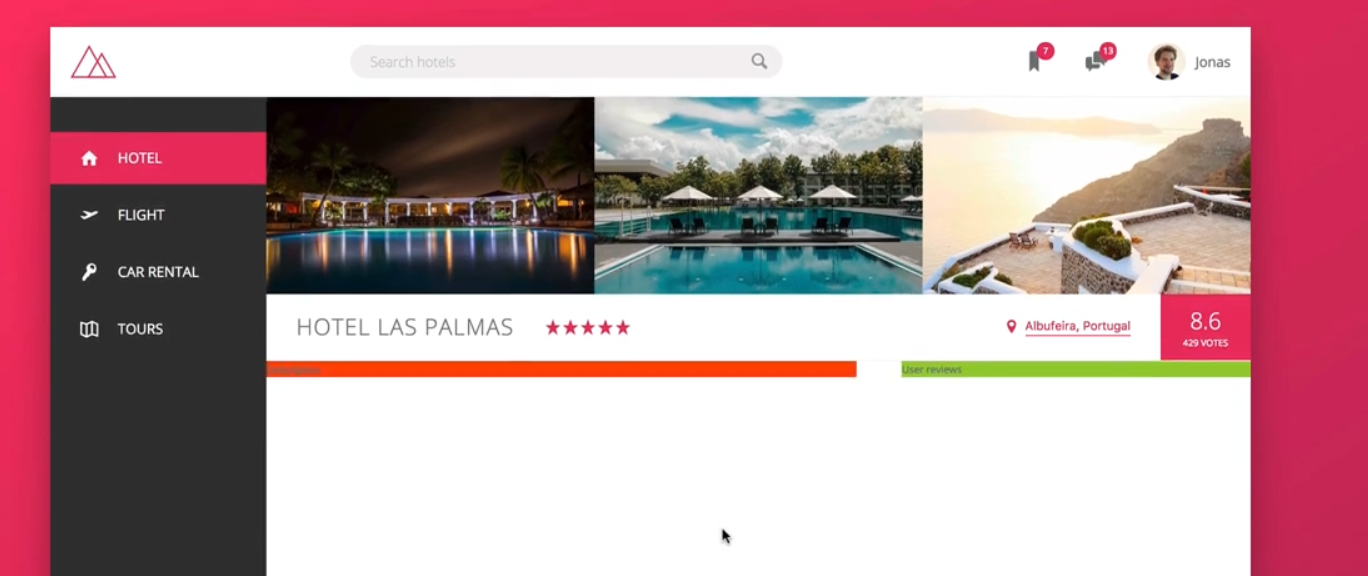 Search hotels
7
13
Jonas
HOTEL
FLIGHT
CAR RENTAL
TOURS
HOTEL LAS PALMAS
Albufeira, Portugal
8.6
429 VOTES
User reviews